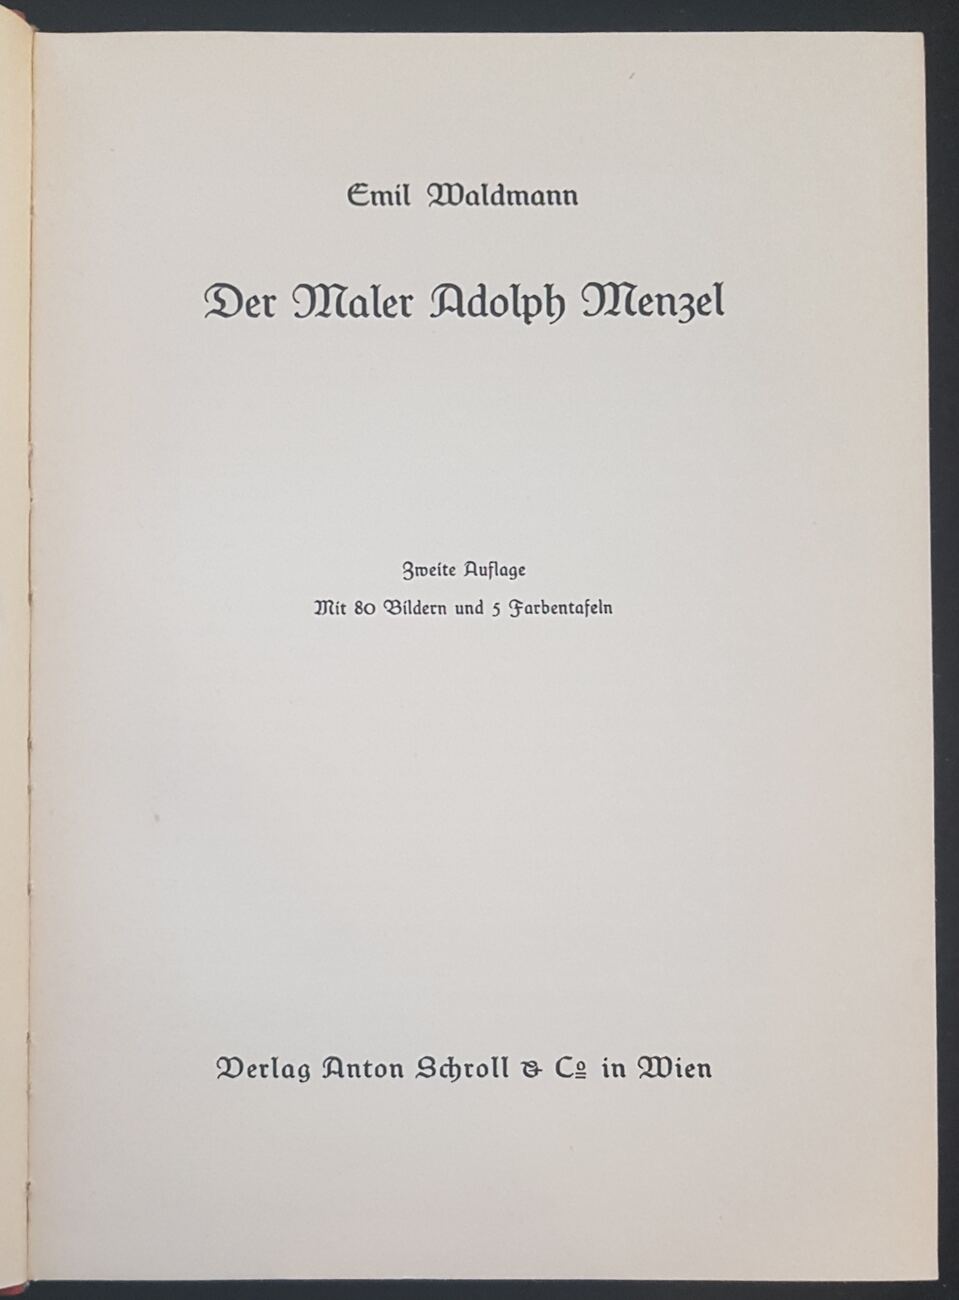 Emil Waldmann
Der Maler Adolph Menzel
Zweite Auflage
Mit 80 Bildern und 5 Farbentafeln
Verlag Anton Schroll & Cº in Wien